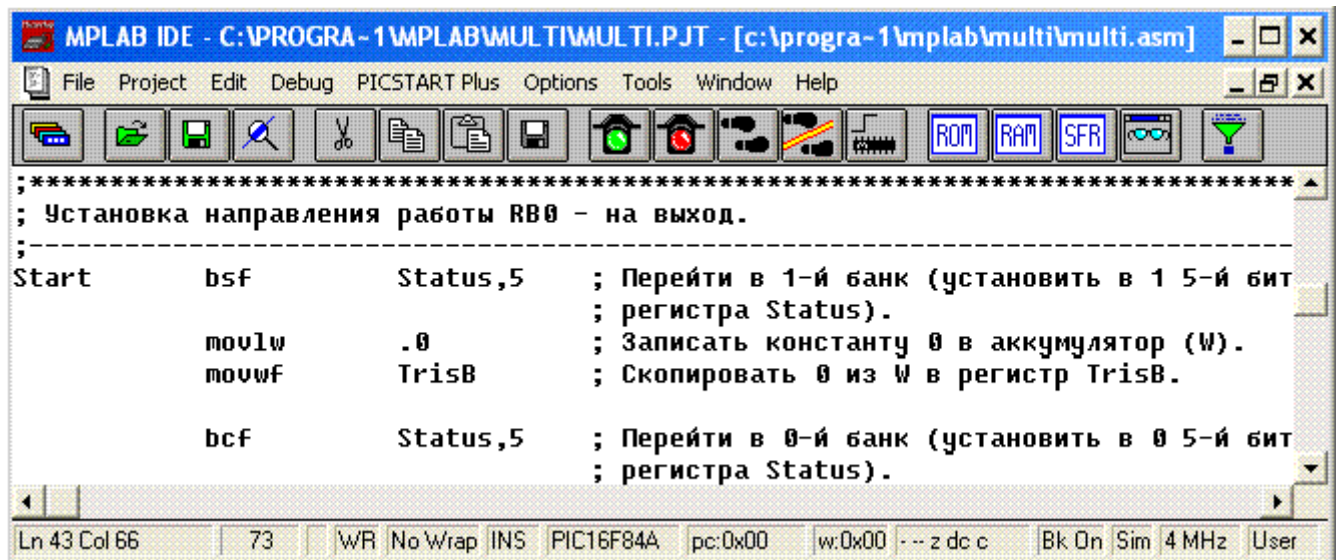 MPLAB IDE - C:\PROGRA~1\MPLAB\MULTI\MULTI.PJT - [c:\progra~1\mplab\multi\multi.asm]
File Project Edit Debug PICSTART Plus Options Tools Window Help
ROM RAM SFR
;*******************************************************************************
; Установка направления работы RB0 - на выход.
;-------------------------------------------------------------------------------
Start bsf Status,5 ; Перейти в 1-й банк (установить в 1 5-й бит
; регистра Status).
movlw .0 ; Записать константу 0 в аккумулятор (W).
movwf TrisB ; Скопировать 0 из W в регистр TrisB.
bcf Status,5 ; Перейти в 0-й банк (установить в 0 5-й бит
; регистра Status).
Ln 43 Col 66 73 WR No Wrap INS PIC16F84A pc:0x00 w:0x00 - -- z dc c Bk On Sim 4 MHz User